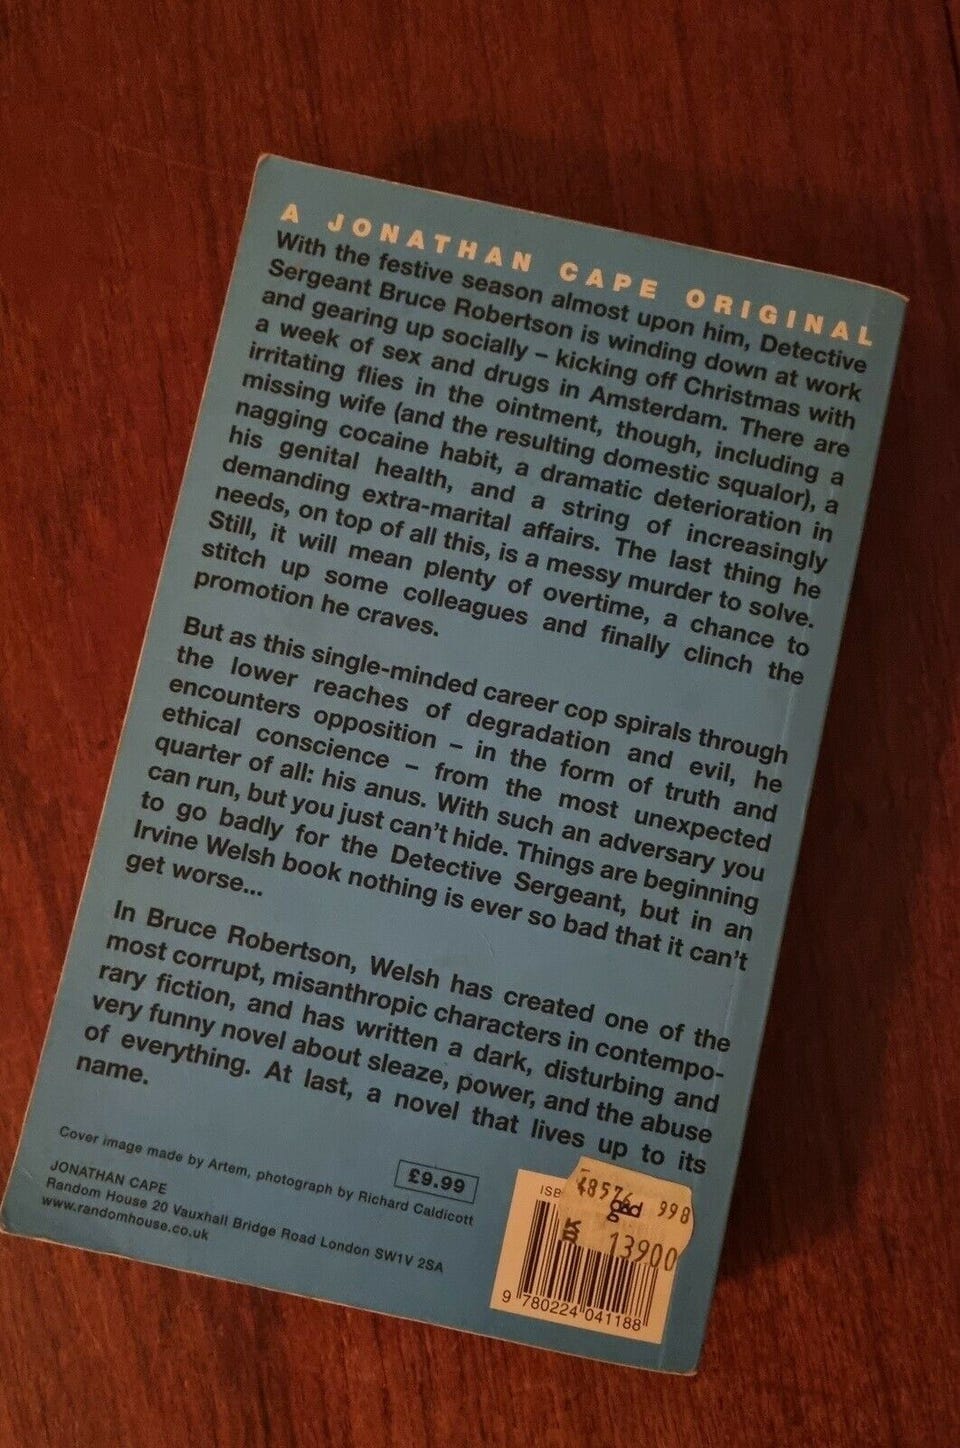 A JONATHAN CAPE ORIGINAL
With the festive season almost upon him, Detective
Sergeant Bruce Robertson is winding down at work
and gearing up socially – kicking off Christmas with
a week of sex and drugs in Amsterdam. There are
irritating flies in the ointment, though, including a
missing wife (and the resulting domestic squalor), a
nagging cocaine habit, a dramatic deterioration in
his genital health, and a string of increasingly
demanding extra-marital affairs. The last thing he
needs, on top of all this, is a messy murder to solve.
Still, it will mean plenty of overtime, a chance to
stitch up some colleagues and finally clinch the
promotion he craves.
But as this single-minded career cop spirals through
the lower reaches of degradation and evil, he
encounters opposition – in the form of truth and
ethical conscience – from the most unexpected
quarter of all: his anus. With such an adversary you
can run, but you just can't hide. Things are beginning
to go badly for the Detective Sergeant, but in an
Irvine Welsh book nothing is ever so bad that it can't
get worse...
In Bruce Robertson, Welsh has created one of the
most corrupt, misanthropic characters in contempo-
rary fiction, and has written a dark, disturbing and
very funny novel about sleaze, power, and the abuse
of everything. At last, a novel that lives up to its
name.
Cover image made by Artem, photograph by Richard Caldicott
£9.99
JONATHAN CAPE
Random House 20 Vauxhall Bridge Road London SW1V 2SA
www.randomhouse.co.uk
998
13900
9 780224 041188